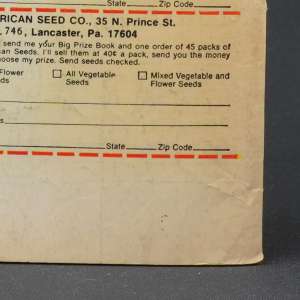 State Zip Code
RICAN SEED CO., 35 N. Prince St.
746, Lancaster, Pa. 17604
send me your Big Prize Book and one order of 45 packs of
can Seeds. I'll sell them at 40¢ a pack, send you the money
hoose my prize. Send seeds checked.
Flower All Vegetable Mixed Vegetable and
Seeds Flower Seeds
State Zip Code